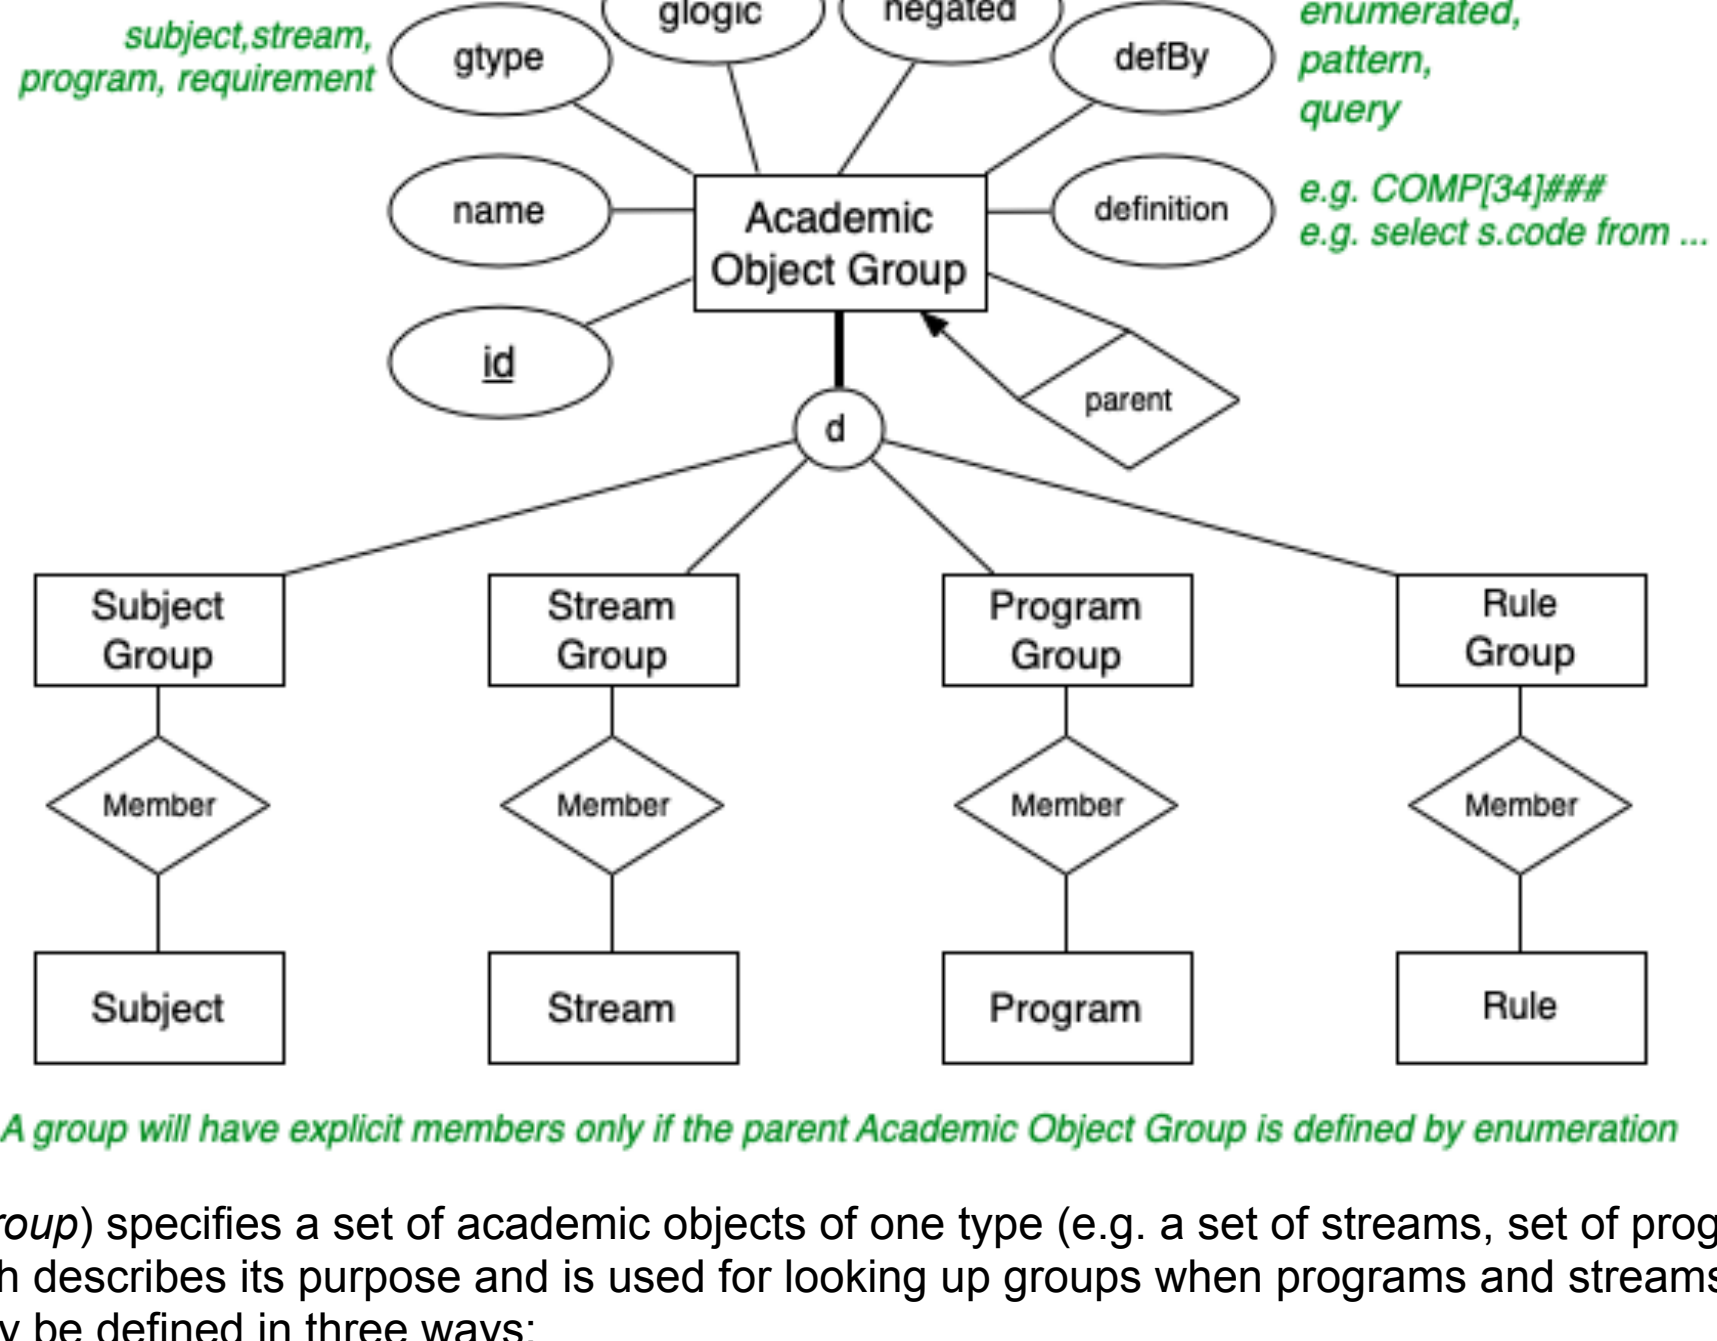 glogic
negated
enumerated,
pattern,
query
subject,stream,
program, requirement
gtype
defBy
name
Academic
Object Group
definition
e.g. COMP[34]###
e.g. select s.code from ...
id
parent
d
Subject
Group
Stream
Group
Program
Group
Rule
Group
Member
Member
Member
Member
Subject
Stream
Program
Rule
A group will have explicit members only if the parent Academic Object Group is defined by enumeration
roup) specifies a set of academic objects of one type (e.g. a set of streams, set of prog
h describes its purpose and is used for looking up groups when programs and streams
y be defined in three ways: